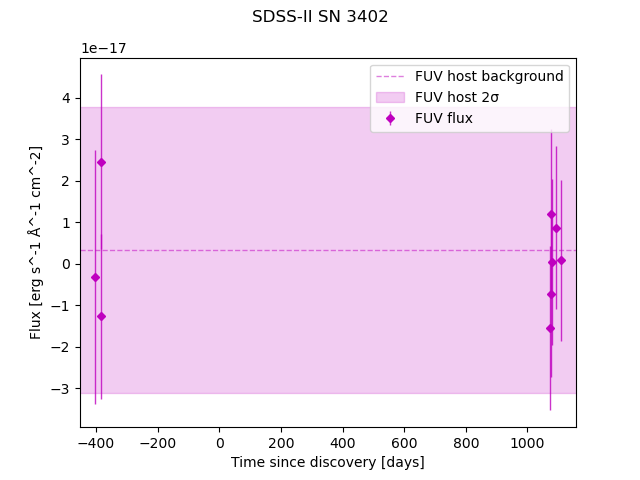 SDSS-II SN 3402
1e−17
FUV host background
FUV host 2σ
FUV flux
4
3
2
1
0
−1
−2
−3
Flux [erg s^-1 Å^-1 cm^-2]
−400 −200 0 200 400 600 800 1000
Time since discovery [days]